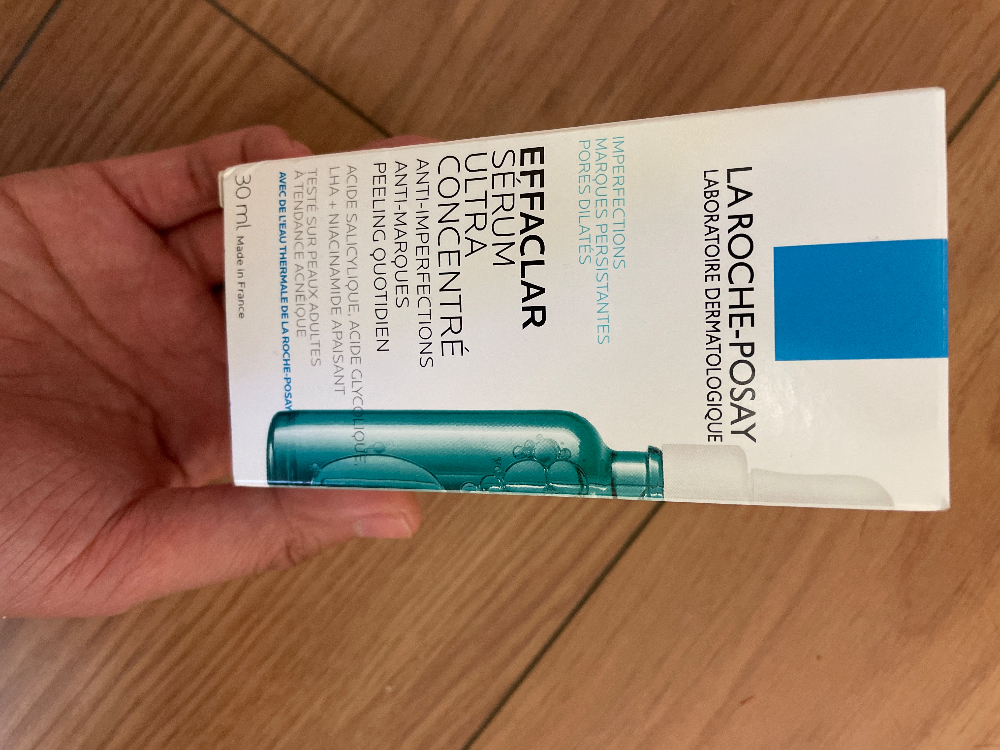 LA ROCHE-POSAY
LABORATOIRE DERMATOLOGIQUE
IMPERFECTIONS
MARQUES PERSISTANTES
PORES DILATÉS
EFFACLAR
SÉRUM
ULTRA
CONCENTRÉ
ANTI-IMPERFECTIONS
ANTI-MARQUES
PEELING QUOTIDIEN
ACIDE SALICYLIQUE, ACIDE GLYCOLIQUE,
LHA + NIACINAMIDE APAISANT
TESTÉ SUR PEAUX ADULTES
À TENDANCE ACNÉIQUE
AVEC DE L'EAU THERMALE DE LA ROCHE-POSAY
30 ml Made in France